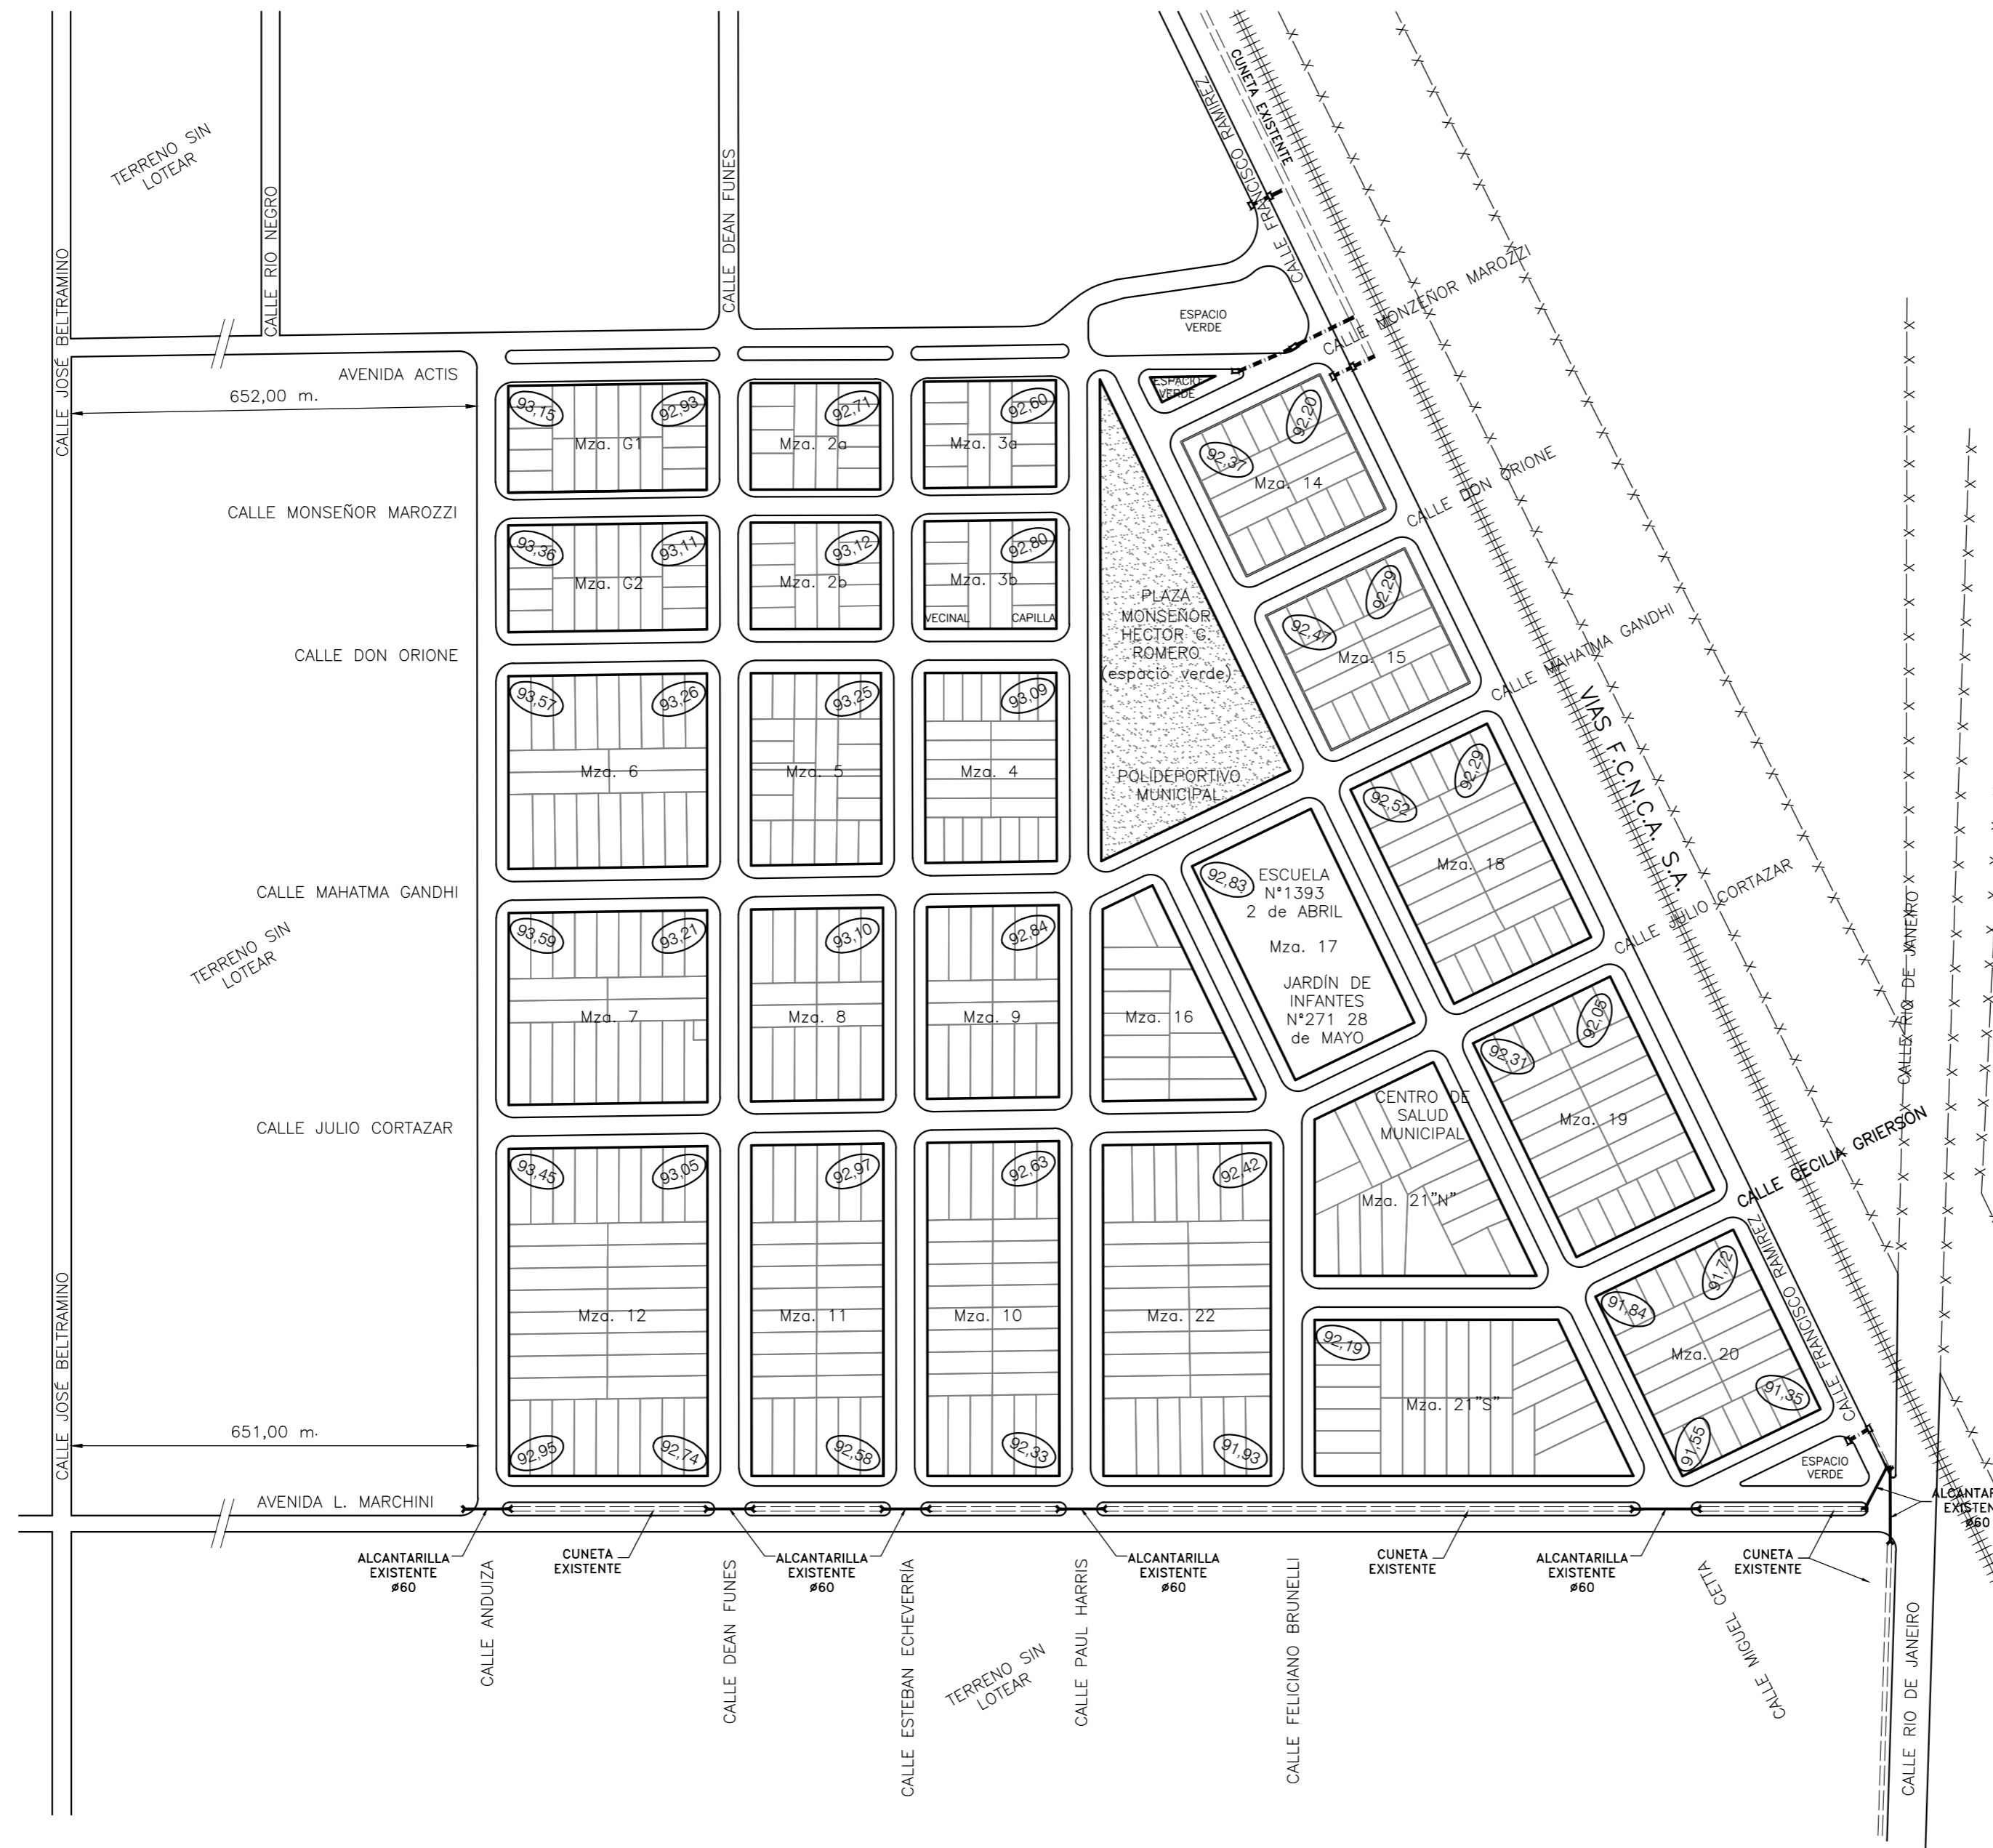 CUNETA EXISTENTE
CALLE FRANCISCO RAMIREZ
TERRENO SIN
LOTEAR
CALLE RIO NEGRO
CALLE DEAN FUNES
CALLE JOSÉ BELTRAMINO
CALLE MONZEÑOR MAROZZI
ESPACIO
VERDE
ESPACIO
VERDE
AVENIDA ACTIS
652,00 m.
93,15
92,93
Mza. G1
92,71
Mza. 2a
92,60
Mza. 3a
92,37
92,20
Mza. 14
CALLE DON ORIONE
CALLE MONSEÑOR MAROZZI
93,36
93,11
Mza. G2
93,12
Mza. 2b
92,80
Mza. 3b
VECINAL
CAPILLA
PLAZA
MONSEÑOR
HECTOR G.
ROMERO
(espacio verde)
POLIDEPORTIVO
MUNICIPAL
92,47
92,29
Mza. 15
CALLE MAHATMA GANDHI
VIAS F.C.N.C.A. S.A.
CALLE DON ORIONE
93,57
93,26
Mza. 6
93,25
Mza. 5
93,09
Mza. 4
92,52
92,29
Mza. 18
CALLE JULIO CORTAZAR
CALLE RIO DE JANEIRO
CALLE MAHATMA GANDHI
TERRENO SIN
LOTEAR
93,59
93,21
Mza. 7
93,10
Mza. 8
92,84
Mza. 9
Mza. 16
92,83
ESCUELA
N°1393
2 de ABRIL
Mza. 17
JARDÍN DE
INFANTES
N°271 28
de MAYO
92,31
92,05
Mza. 19
CALLE CECILIA GRIERSON
CALLE JULIO CORTAZAR
CENTRO DE
SALUD
MUNICIPAL
Mza. 21"N"
93,45
93,05
Mza. 12
92,97
Mza. 11
92,63
Mza. 10
92,42
Mza. 22
92,19
Mza. 21"S"
91,84
91,72
Mza. 20
91,35
91,55
CALLE FRANCISCO RAMIREZ
CALLE
ESPACIO
VERDE
CALLE JOSÉ BELTRAMINO
651,00 m.
92,95
92,74
92,58
92,33
91,93
AVENIDA L. MARCHINI
ALCANTARILLA
EXISTENTE
ø60
CUNETA
EXISTENTE
ALCANTARILLA
EXISTENTE
ø60
ALCANTARILLA
EXISTENTE
ø60
CUNETA
EXISTENTE
ALCANTARILLA
EXISTENTE
ø60
CUNETA
EXISTENTE
ALCANTAR
EXISTEN
ø60
CALLE ANDUIZA
CALLE DEAN FUNES
CALLE ESTEBAN ECHEVERRÍA
TERRENO SIN
LOTEAR
CALLE PAUL HARRIS
CALLE FELICIANO BRUNELLI
CALLE MIGUEL CETTA
CALLE RIO DE JANEIRO